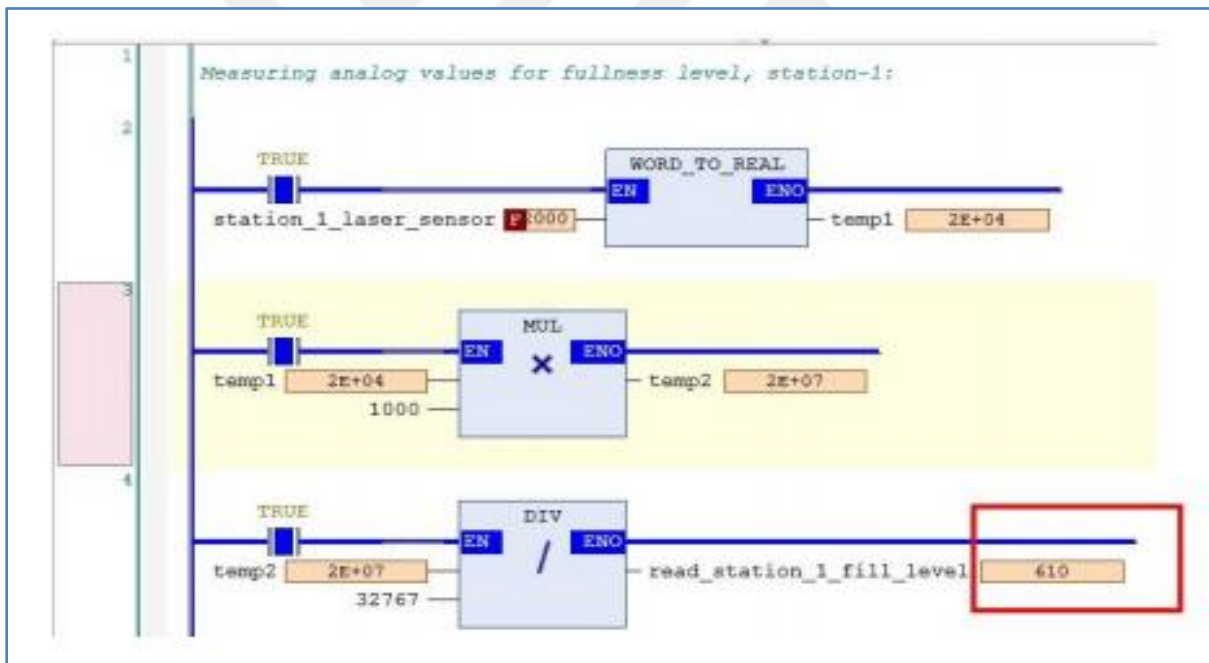 1
Measuring analog values for fullness level, station-1:
2
TRUE
WORD_TO_REAL
EN ENO
station_1_laser_sensor F 000 temp1 2E+04
3
TRUE
MUL
EN ENO
×
temp1 2E+04 temp2 2E+07
1000
4
TRUE
DIV
EN ENO
/
temp2 2E+07 read_station_1_fill_level 610
32767